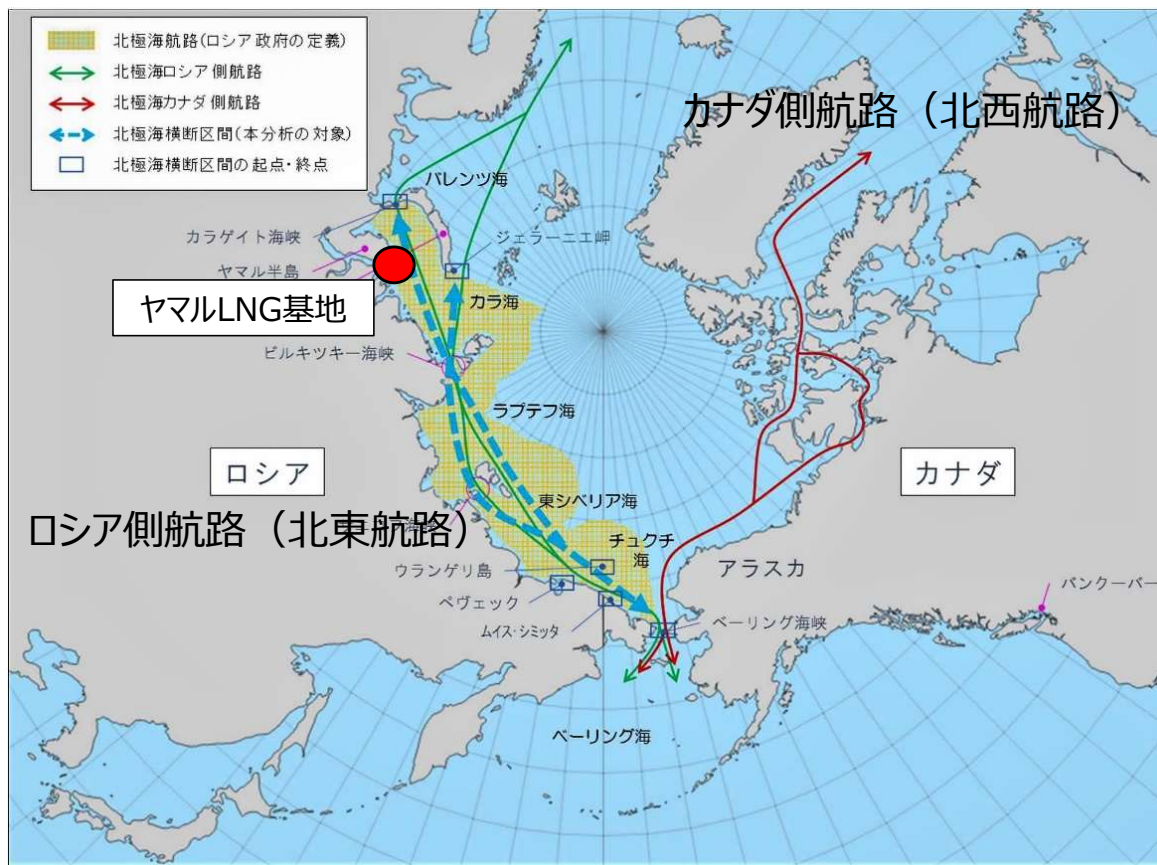 北極海航路(ロシア政府の定義)
北極海ロシア側航路
北極海カナダ側航路
北極海横断区間(本分析の対象)
北極海横断区間の起点・終点
カナダ側航路（北西航路）
バレンツ海
カラゲイト海峡
ジェラーニエ岬
ヤマル半島
カラ海
ヤマルLNG基地
ビルキツキー海峡
ラプテフ海
ロシア
カナダ
東シベリア海
ロシア側航路（北東航路）
チュクチ
海
アラスカ
ウランゲリ島
バンクーバー
ペヴェック
ムイス・シミッタ
ベーリング海峡
ベーリング海